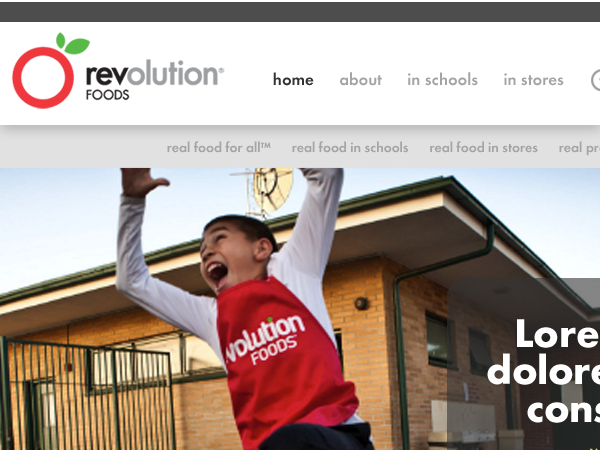 revolution®
FOODS
home about in schools in stores
real food for all™ real food in schools real food in stores real pr
volution
FOODS
Lore
dolore
cons